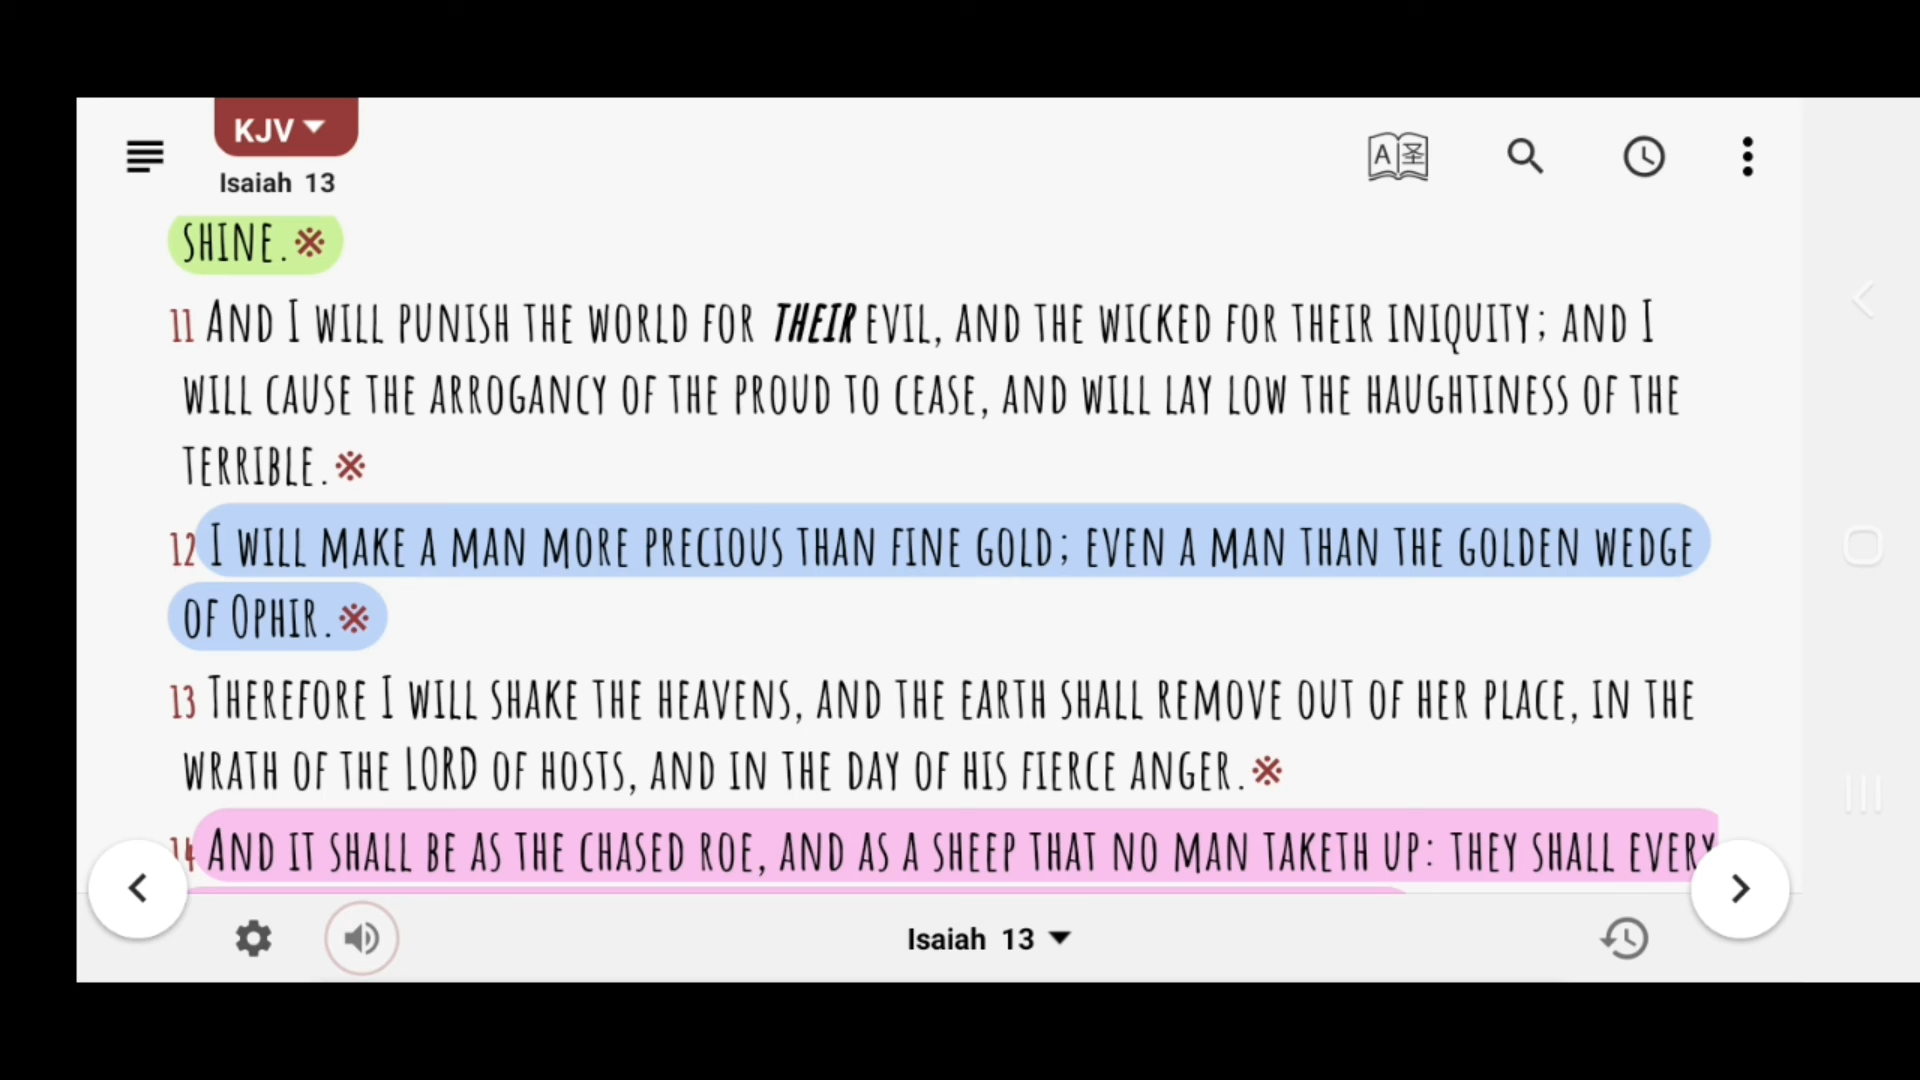 KJV
Isaiah 13
A 圣
SHINE.※
11 AND I WILL PUNISH THE WORLD FOR THEIR EVIL, AND THE WICKED FOR THEIR INIQUITY; AND I
WILL CAUSE THE ARROGANCY OF THE PROUD TO CEASE, AND WILL LAY LOW THE HAUGHTINESS OF THE
TERRIBLE.※
12 I WILL MAKE A MAN MORE PRECIOUS THAN FINE GOLD; EVEN A MAN THAN THE GOLDEN WEDGE
OF OPHIR.※
13 THEREFORE I WILL SHAKE THE HEAVENS, AND THE EARTH SHALL REMOVE OUT OF HER PLACE, IN THE
WRATH OF THE LORD OF HOSTS, AND IN THE DAY OF HIS FIERCE ANGER.※
14 AND IT SHALL BE AS THE CHASED ROE, AND AS A SHEEP THAT NO MAN TAKETH UP: THEY SHALL EVERY
Isaiah 13